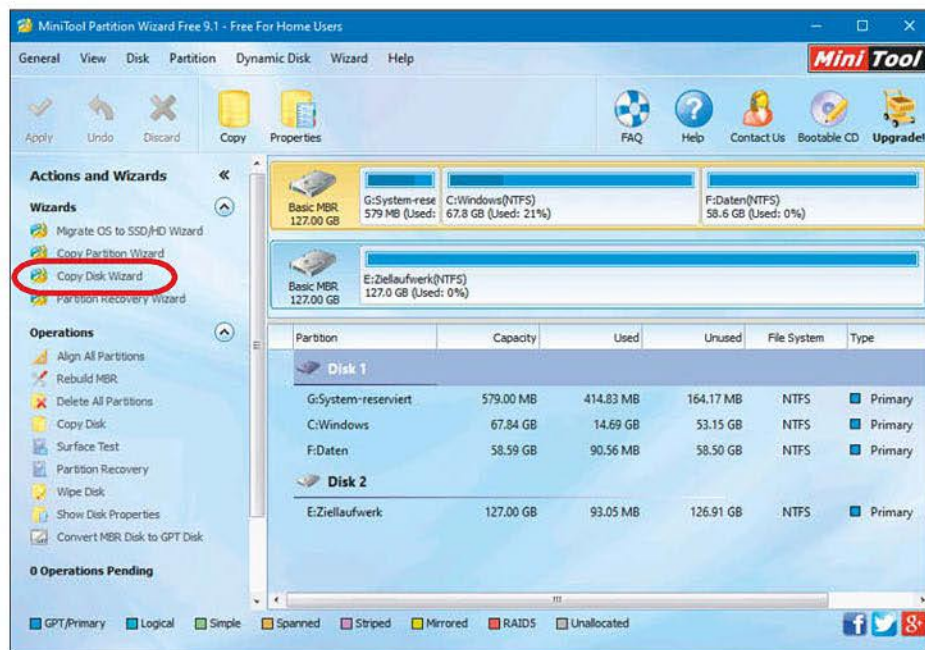 MiniTool Partition Wizard Free 9.1 - Free For Home Users
General View Disk Partition Dynamic Disk Wizard Help
Mini Tool
Apply Undo Discard Copy Properties FAQ Help Contact Us Bootable CD Upgrade!
Actions and Wizards
Wizards
Migrate OS to SSD/HD Wizard
Copy Partition Wizard
Copy Disk Wizard
Partition Recovery Wizard
Operations
Align All Partitions
Rebuild MBR
Delete All Partitions
Copy Disk
Surface Test
Partition Recovery
Wipe Disk
Show Disk Properties
Convert MBR Disk to GPT Disk
0 Operations Pending
Basic MBR
127.00 GB
G:System-rese
579 MB (Used:
C:Windows(NTFS)
67.8 GB (Used: 21%)
F:Daten(NTFS)
58.6 GB (Used: 0%)
Basic MBR
127.00 GB
E:Ziellaufwerk(NTFS)
127.0 GB (Used: 0%)
Partition Capacity Used Unused File System Type
Disk 1
G:System-reserviert 579.00 MB 414.83 MB 164.17 MB NTFS Primary
C:Windows 67.84 GB 14.69 GB 53.15 GB NTFS Primary
F:Daten 58.59 GB 90.56 MB 58.50 GB NTFS Primary
Disk 2
E:Ziellaufwerk 127.00 GB 93.05 MB 126.91 GB NTFS Primary
GPT/Primary Logical Simple Spanned Striped Mirrored RAID5 Unallocated